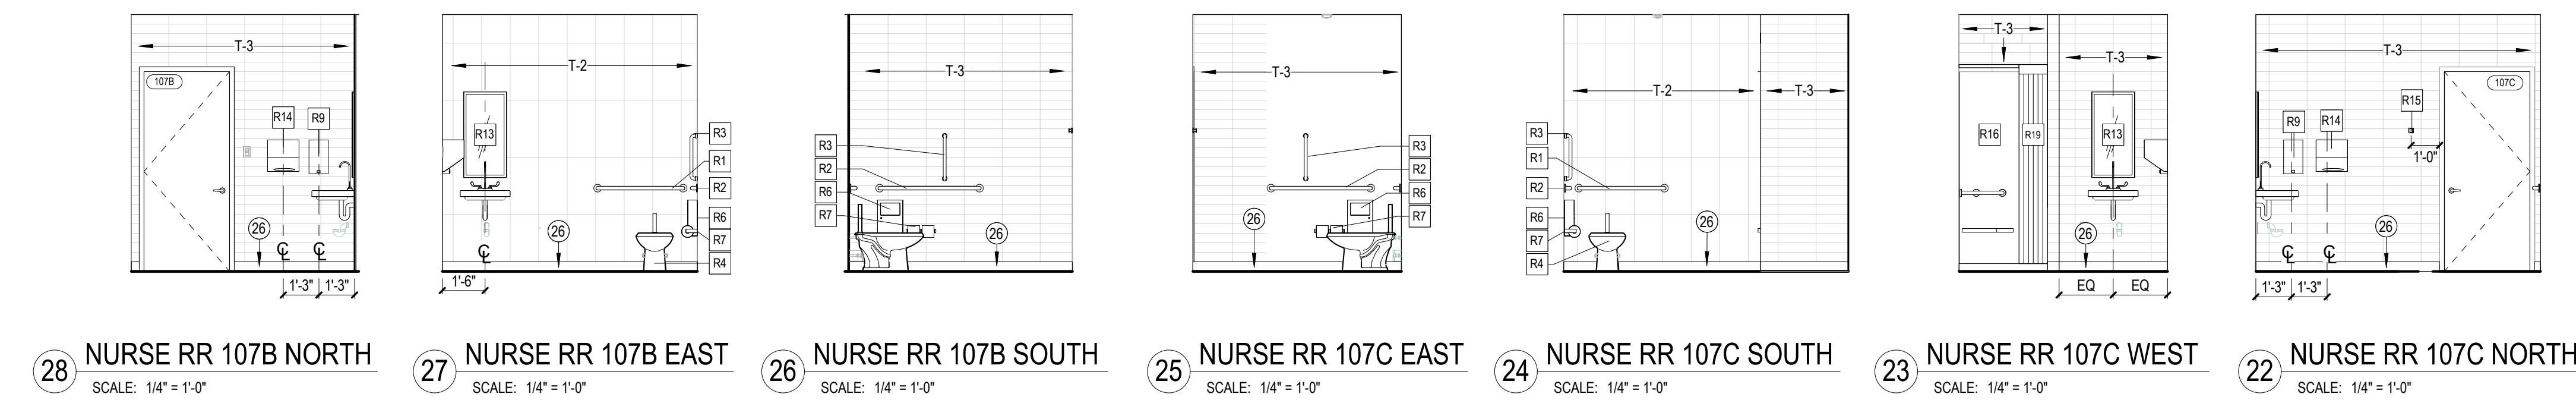 T-3
107B
R14
R9
26
℄
℄
1'-3"
1'-3"
28
NURSE RR 107B NORTH
SCALE: 1/4" = 1'-0"
T-2
R13
R3
R1
R2
R6
R7
R4
26
℄
1'-6"
27
NURSE RR 107B EAST
SCALE: 1/4" = 1'-0"
T-3
R3
R2
R6
R7
26
26
NURSE RR 107B SOUTH
SCALE: 1/4" = 1'-0"
T-3
R3
R2
R6
R7
26
25
NURSE RR 107C EAST
SCALE: 1/4" = 1'-0"
T-2
T-3
R3
R1
R2
R6
R7
R4
26
24
NURSE RR 107C SOUTH
SCALE: 1/4" = 1'-0"
T-3
T-3
R16
R19
R13
26
EQ
EQ
23
NURSE RR 107C WEST
SCALE: 1/4" = 1'-0"
T-3
107C
R15
R9
R14
1'-0"
26
℄
℄
1'-3"
1'-3"
22
NURSE RR 107C NORTH
SCALE: 1/4" = 1'-0"